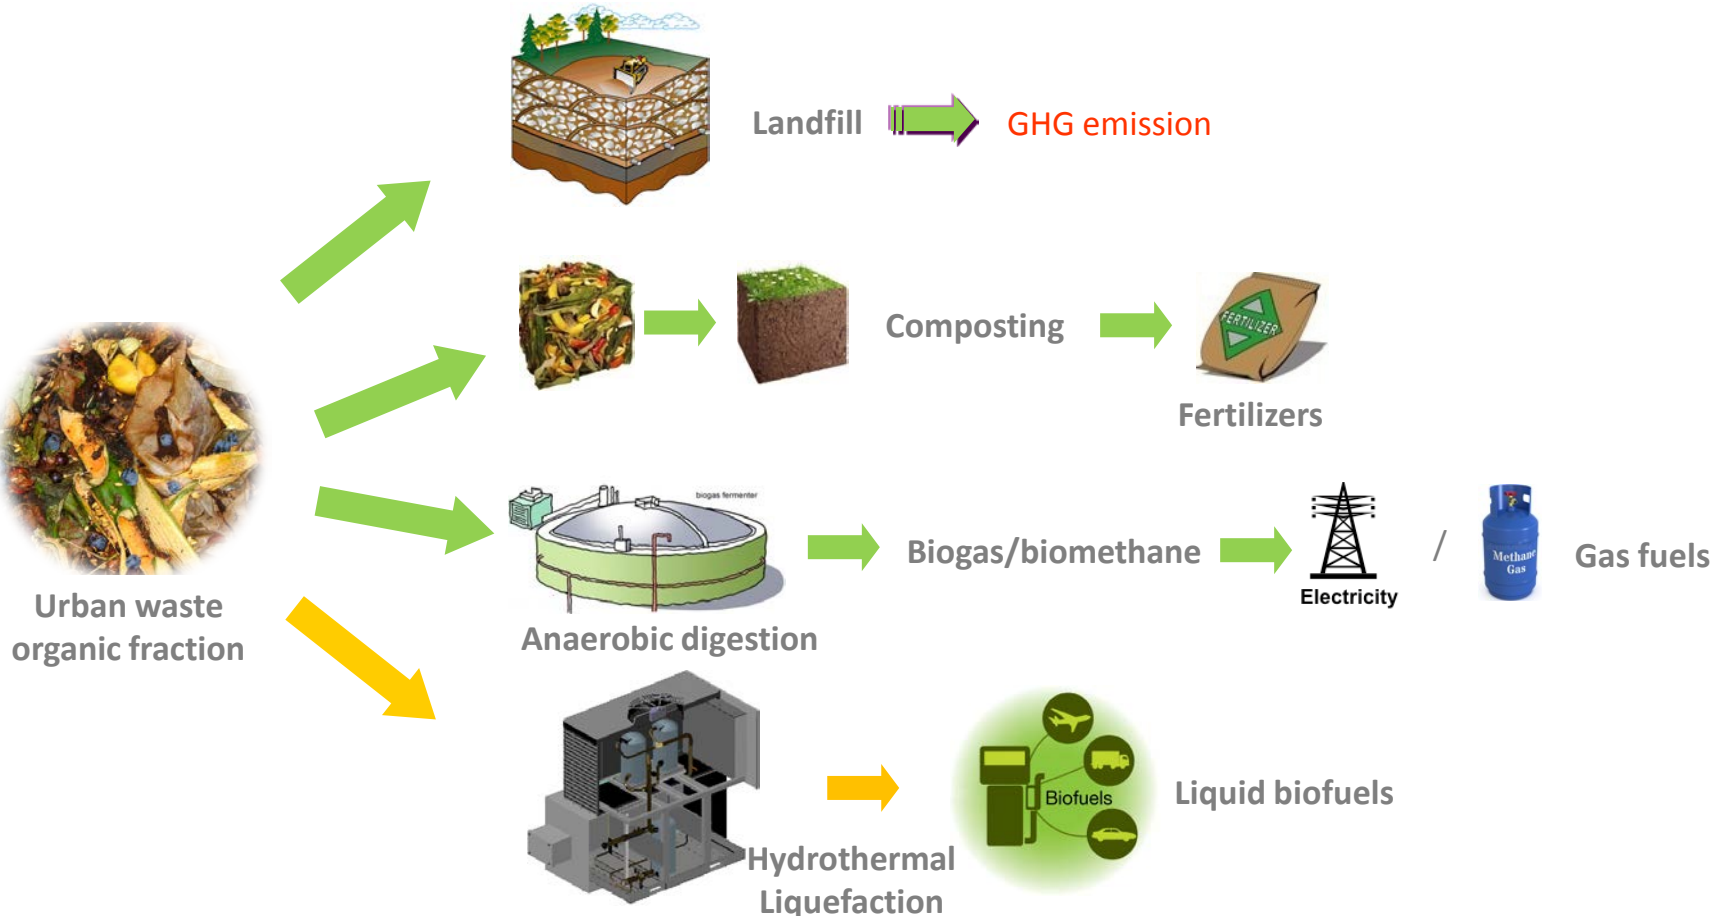 Landfill
GHG emission
Composting
FERTILIZER
Fertilizers
Urban waste
organic fraction
biogas fermenter
Anaerobic digestion
Biogas/biomethane
Electricity
/
Methane
Gas
Gas fuels
Hydrothermal
Liquefaction
Biofuels
Liquid biofuels